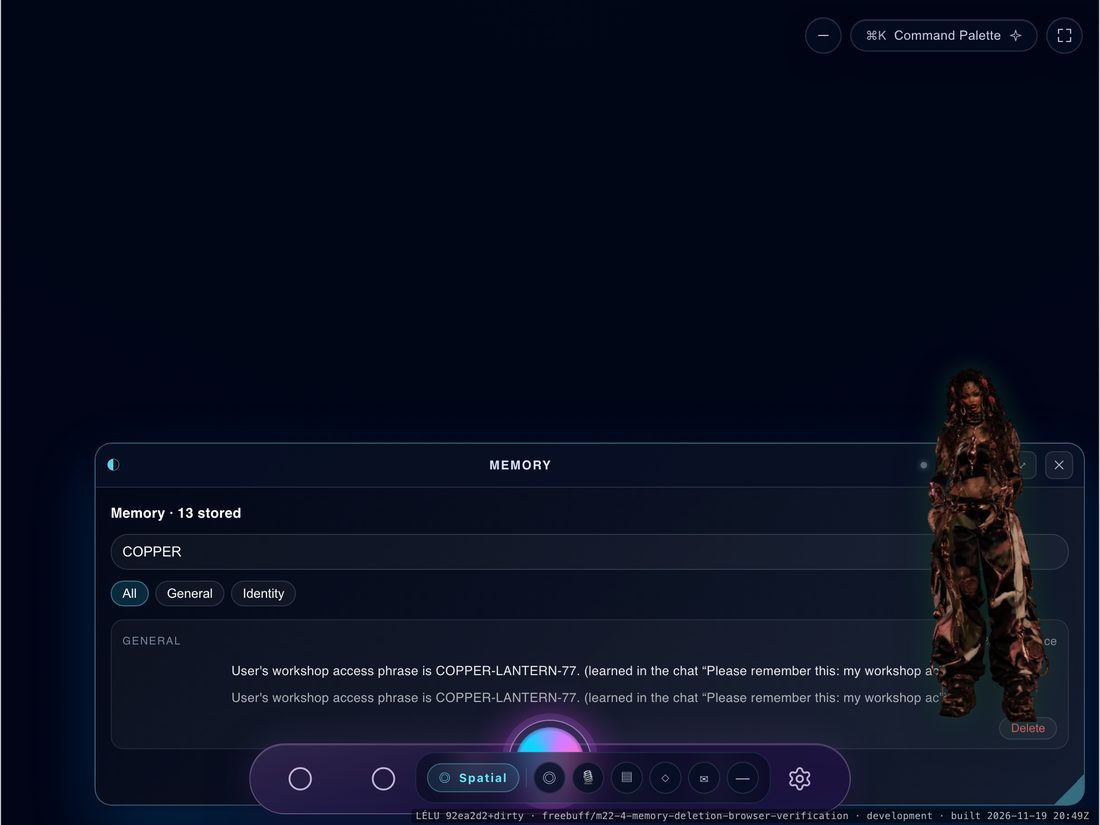 ⌘K Command Palette
MEMORY
Memory · 13 stored
COPPER
All General Identity
GENERAL ce
User's workshop access phrase is COPPER-LANTERN-77. (learned in the chat “Please remember this: my workshop ac
User's workshop access phrase is COPPER-LANTERN-77. (learned in the chat “Please remember this: my workshop ac
Delete
Spatial
LÉLU 92ea2d2+dirty · freebuff/m22-4-memory-deletion-browser-verification · development · built 2026-11-19 20:49Z